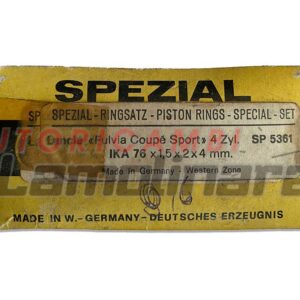 SPEZIAL
SP SPEZIAL-RINGSATZ - PISTON RINGS - SPECIAL-SET
Lancia «Fulvia Coupé Sport» 4 Zyl. SP 5361
IKA 76 x 1,5 x 2 x 4 mm.
Made in Germany - Western Zone
MADE IN W.-GERMANY-DEUTSCHES ERZEUGNIS